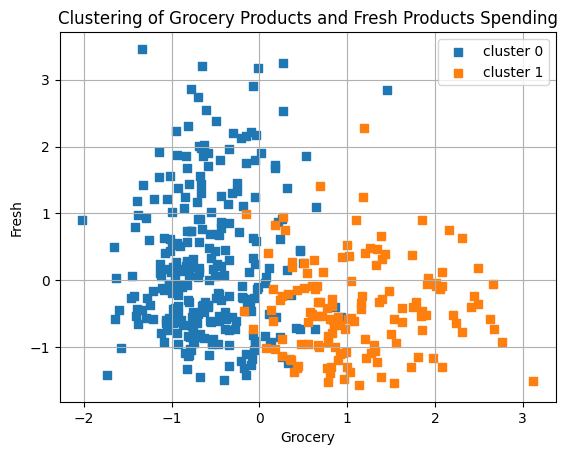 Clustering of Grocery Products and Fresh Products Spending
cluster 0
cluster 1
3
2
1
0
−1
Fresh
−2 −1 0 1 2 3
Grocery